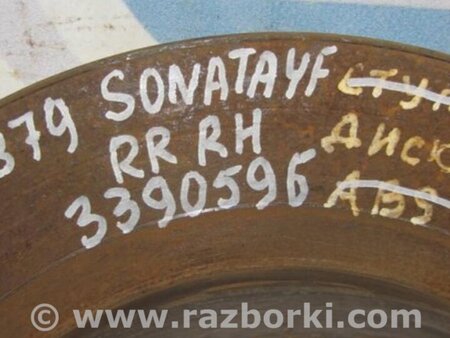 379 SONATA YF
RR RH
3390596
ДИСК
© www.razborki.com